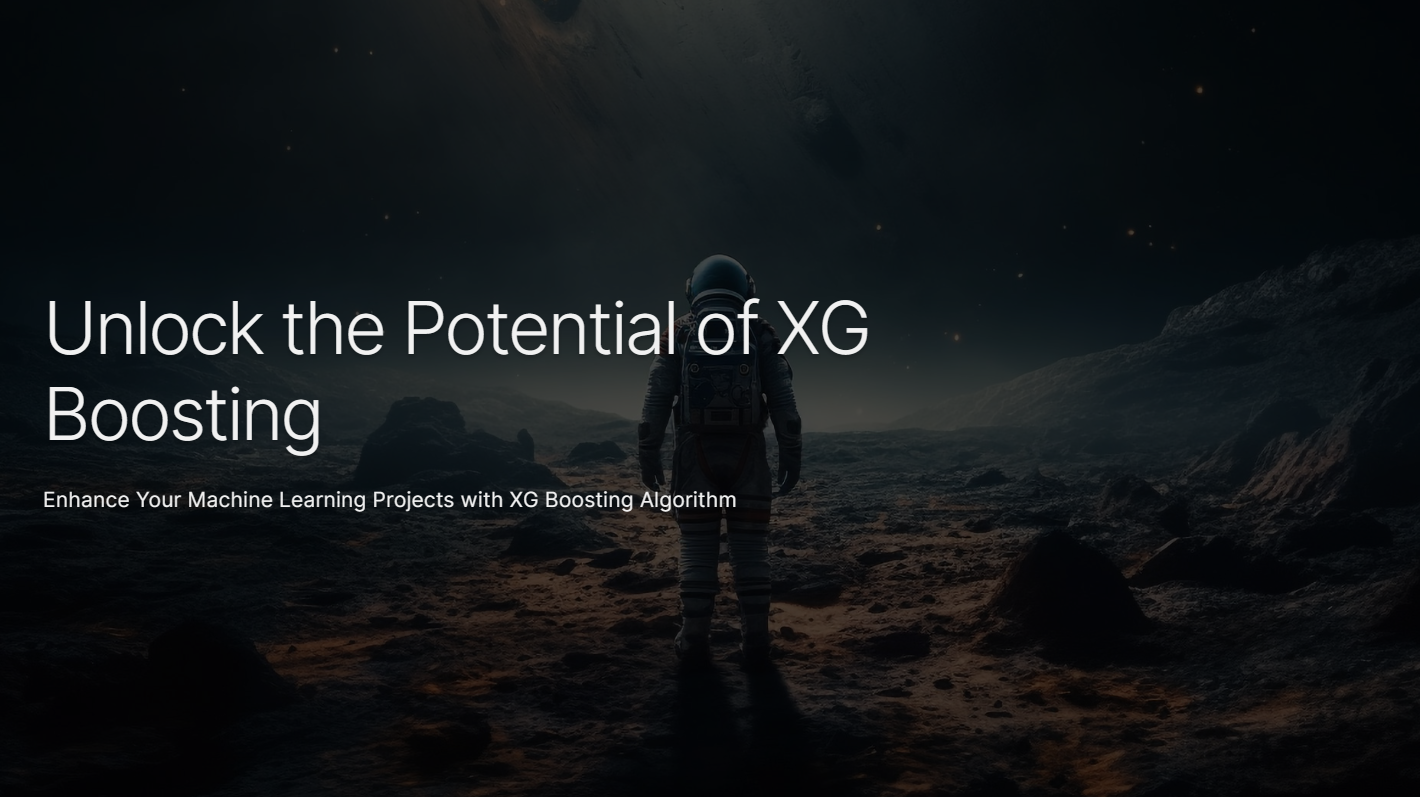 Unlock the Potential of XG
Boosting
Enhance Your Machine Learning Projects with XG Boosting Algorithm